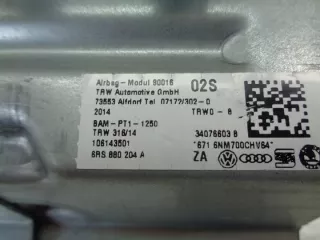 Airbag-Modul 90016 02S
TRW Automotive GmbH
73553 Alfdorf Tel. 07172/302-0
2014 TRW0-8
BAM-PT1-1250
TRW 316/14 34076603 B
106143501 *671 6NM700CHV64*
6RS 880 204 A ZA